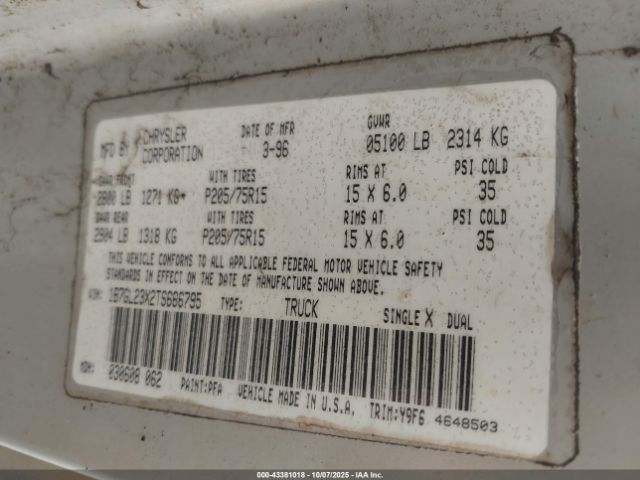 MFD BY CHRYSLER CORPORATION DATE OF MFR 3-96 GVWR 05100 LB 2314 KG
GAWR FRONT WITH TIRES RIMS AT PSI COLD
2800 LB 1271 KG* P205/75R15 15 X 6.0 35
GAWR REAR WITH TIRES RIMS AT PSI COLD
2904 LB 1318 KG P205/75R15 15 X 6.0 35
THIS VEHICLE CONFORMS TO ALL APPLICABLE FEDERAL MOTOR VEHICLE SAFETY
STANDARDS IN EFFECT ON THE DATE OF MANUFACTURE SHOWN ABOVE.
VIN: 1B7GL23X2TS686795 TYPE: TRUCK SINGLE X DUAL
MDH: 030608 062 PAINT:PFA VEHICLE MADE IN U.S.A. TRIM:Y9F6 4648503
000-43381018 - 10/07/2025 - IAA Inc.